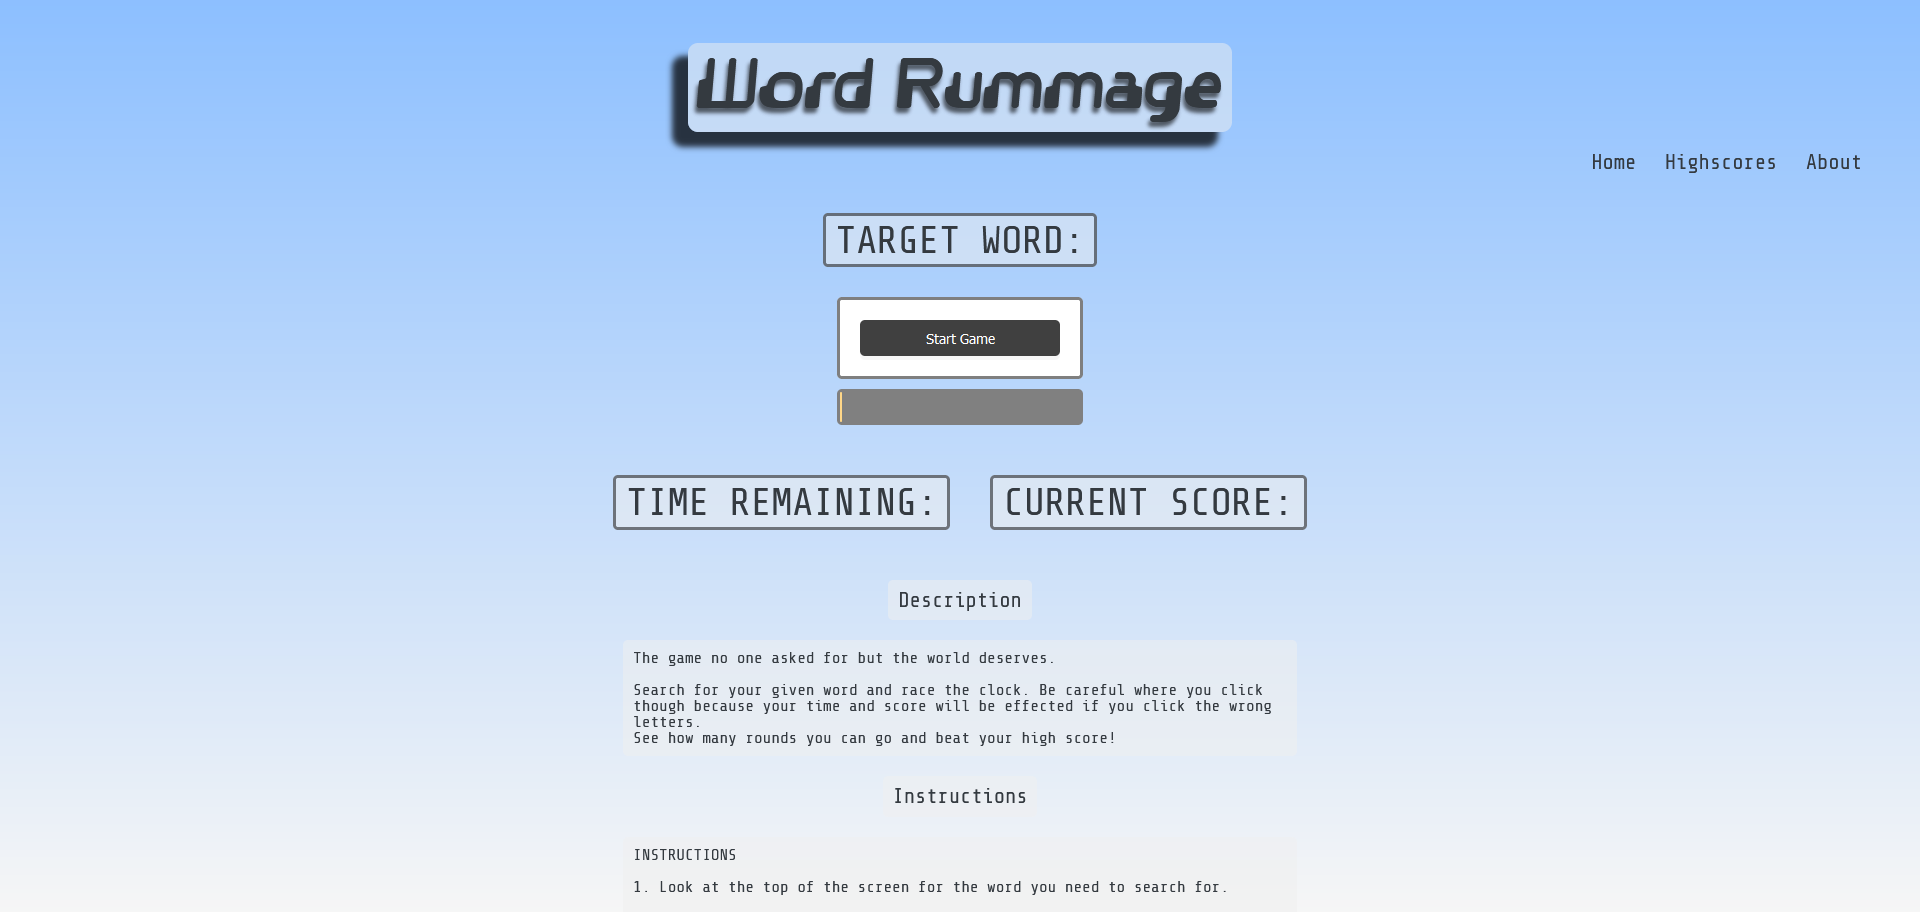 Word Rummage
Home Highscores About
TARGET WORD:
Start Game
TIME REMAINING: CURRENT SCORE:
Description
The game no one asked for but the world deserves.
Search for your given word and race the clock. Be careful where you click
though because your time and score will be effected if you click the wrong
letters.
See how many rounds you can go and beat your high score!
Instructions
INSTRUCTIONS
1. Look at the top of the screen for the word you need to search for.